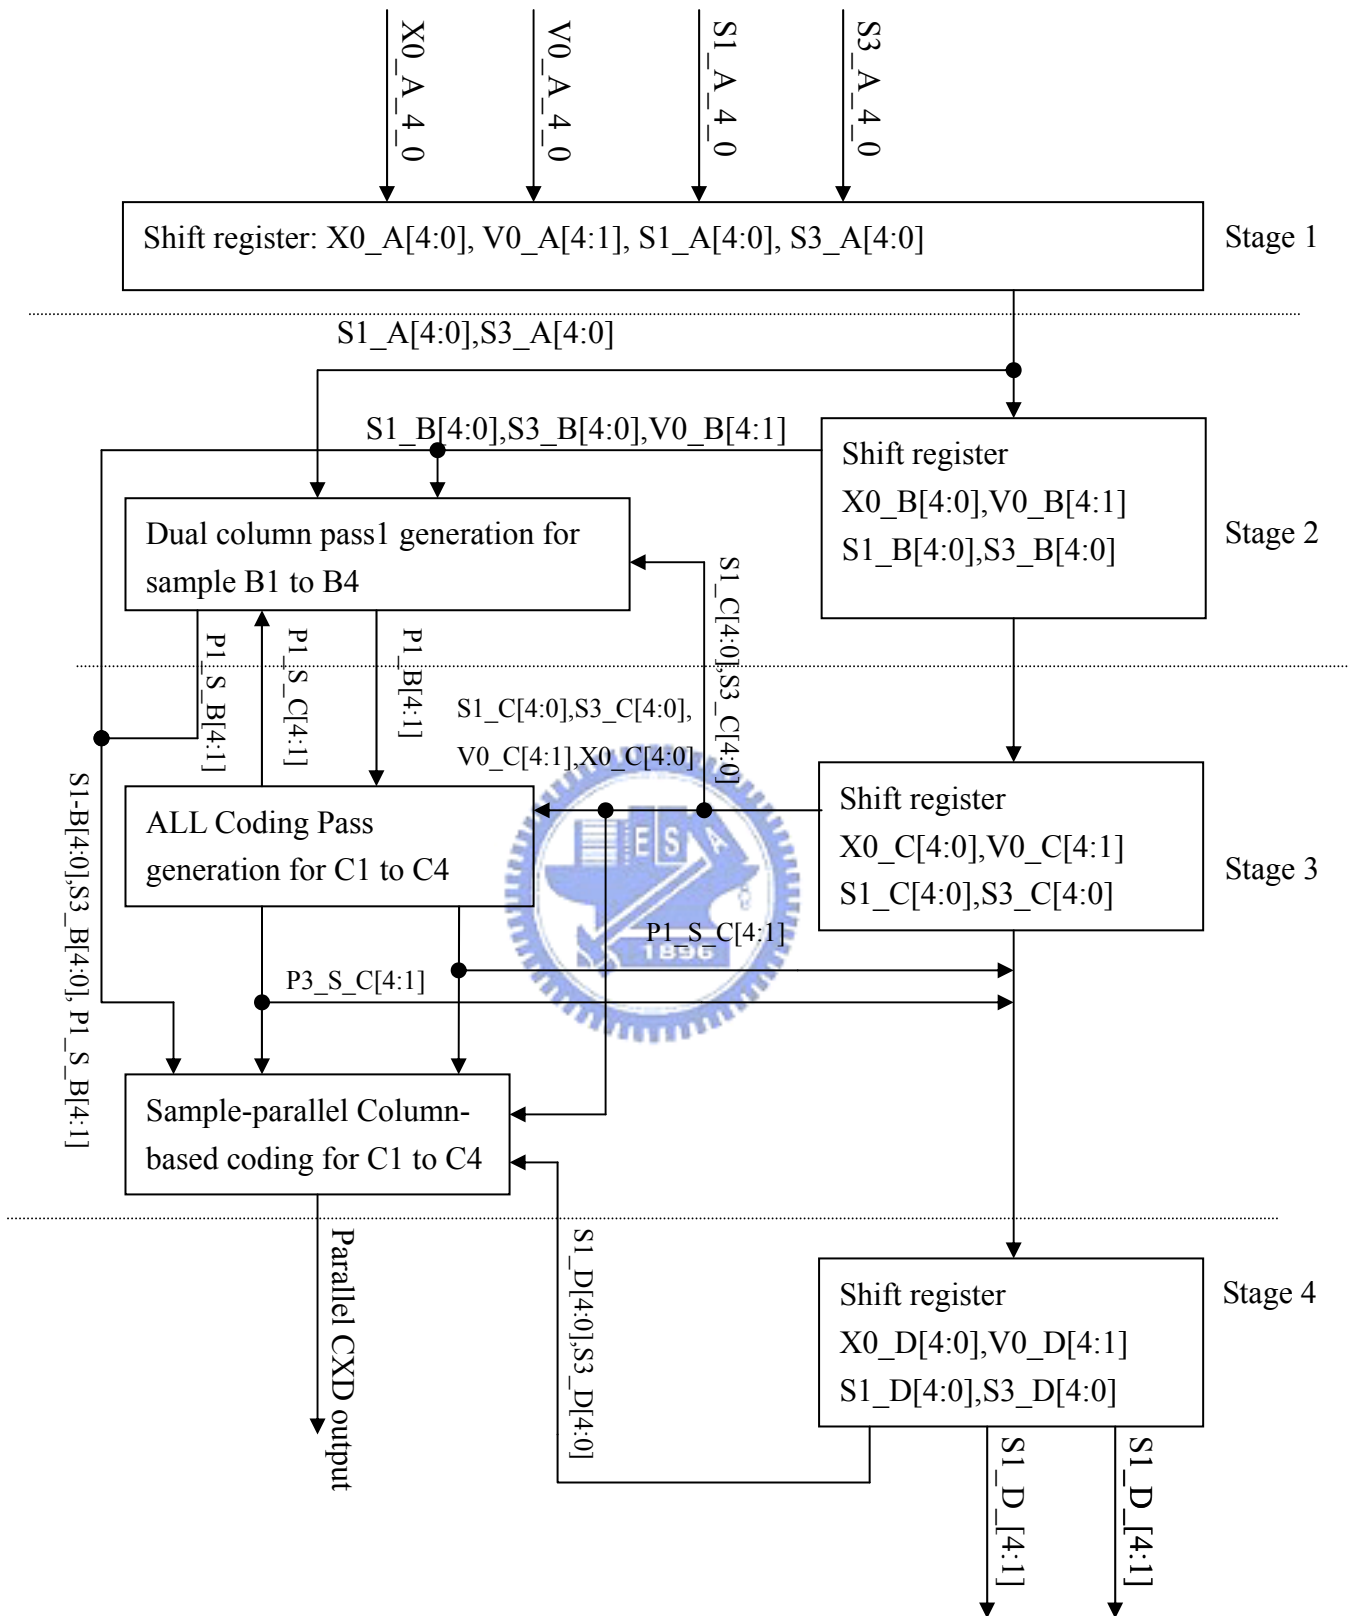 X0_A_4_0
V0_A_4_0
S1_A_4_0
S3_A_4_0
Shift register: X0_A[4:0], V0_A[4:1], S1_A[4:0], S3_A[4:0]
Stage 1
S1_A[4:0],S3_A[4:0]
S1_B[4:0],S3_B[4:0],V0_B[4:1]
Shift register
X0_B[4:0],V0_B[4:1]
S1_B[4:0],S3_B[4:0]
Stage 2
Dual column pass1 generation for
sample B1 to B4
S1_C[4:0],S3_C[4:0]
P1_S_B[4:1]
P1_S_C[4:1]
P1_B[4:1]
S1_C[4:0],S3_C[4:0],
V0_C[4:1],X0_C[4:0]
S1-B[4:0],S3_B[4:0], P1_S_B[4:1]
ALL Coding Pass
generation for C1 to C4
Shift register
X0_C[4:0],V0_C[4:1]
S1_C[4:0],S3_C[4:0]
Stage 3
ESA
1896
P1_S_C[4:1]
P3_S_C[4:1]
Sample-parallel Column-
based coding for C1 to C4
Parallel CXD output
S1_D[4:0],S3_D[4:0]
Shift register
X0_D[4:0],V0_D[4:1]
S1_D[4:0],S3_D[4:0]
Stage 4
S1_D_[4:1]
S1_D_[4:1]